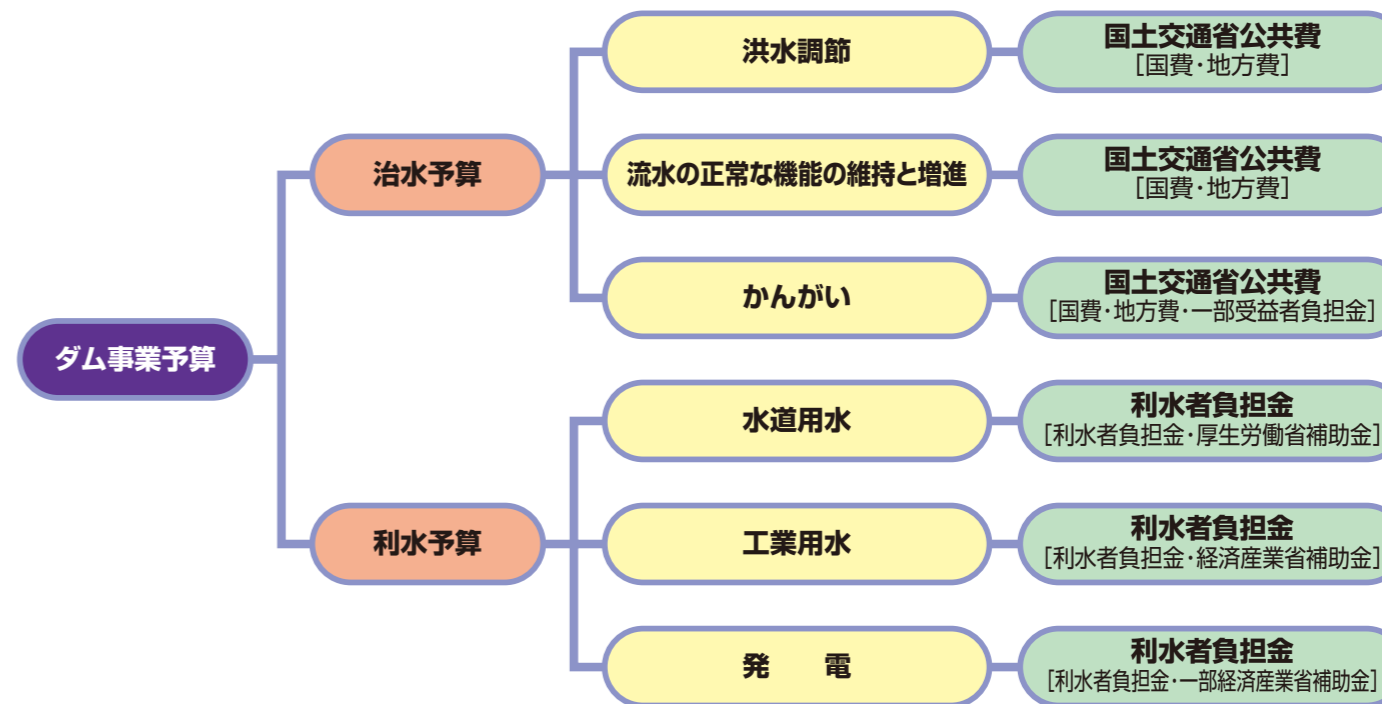 洪水調節
国土交通省公共費
［国費・地方費］
治水予算
流水の正常な機能の維持と増進
国土交通省公共費
［国費・地方費］
かんがい
国土交通省公共費
［国費・地方費・一部受益者負担金］
ダム事業予算
水道用水
利水者負担金
［利水者負担金・厚生労働省補助金］
利水予算
工業用水
利水者負担金
［利水者負担金・経済産業省補助金］
発　電
利水者負担金
［利水者負担金・一部経済産業省補助金］